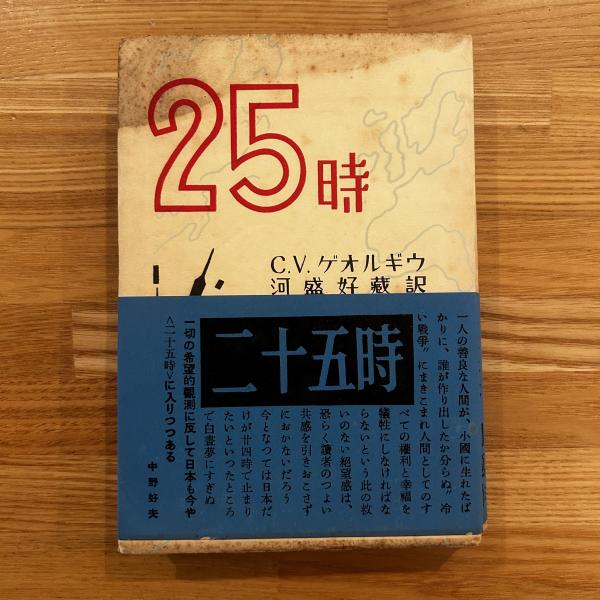 25時
C.V.ゲオルギウ
河盛好藏訳
二十五時
一人の善良な人間が、小國に生れたば
かりに、誰が作り出したか分らぬ〝冷
い戰爭〟にまきこまれ人間としてのす
べての權利と幸福を
犠牲にしなければな
らないという此の救
いのない絕望感は、
恐らく讀者のつよい
共感を引きおこさず
におかないだろう
今となつては日本だ
けが廿四時で止まり
たいといつたところ
で白晝夢にすぎぬ
一切の希望的觀測に反して日本も今や
<二十五時>に入りつつある
中野好夫